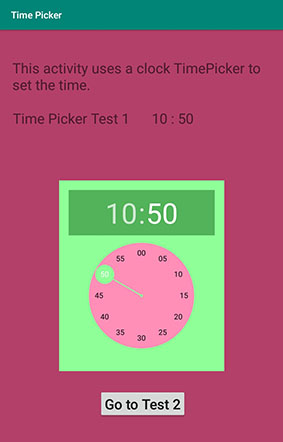 Time Picker
This activity uses a clock TimePicker to
set the time.
Time Picker Test 1 10 : 50
10:50
00
55 05
50 10
45 15
40 20
35 25
30
Go to Test 2